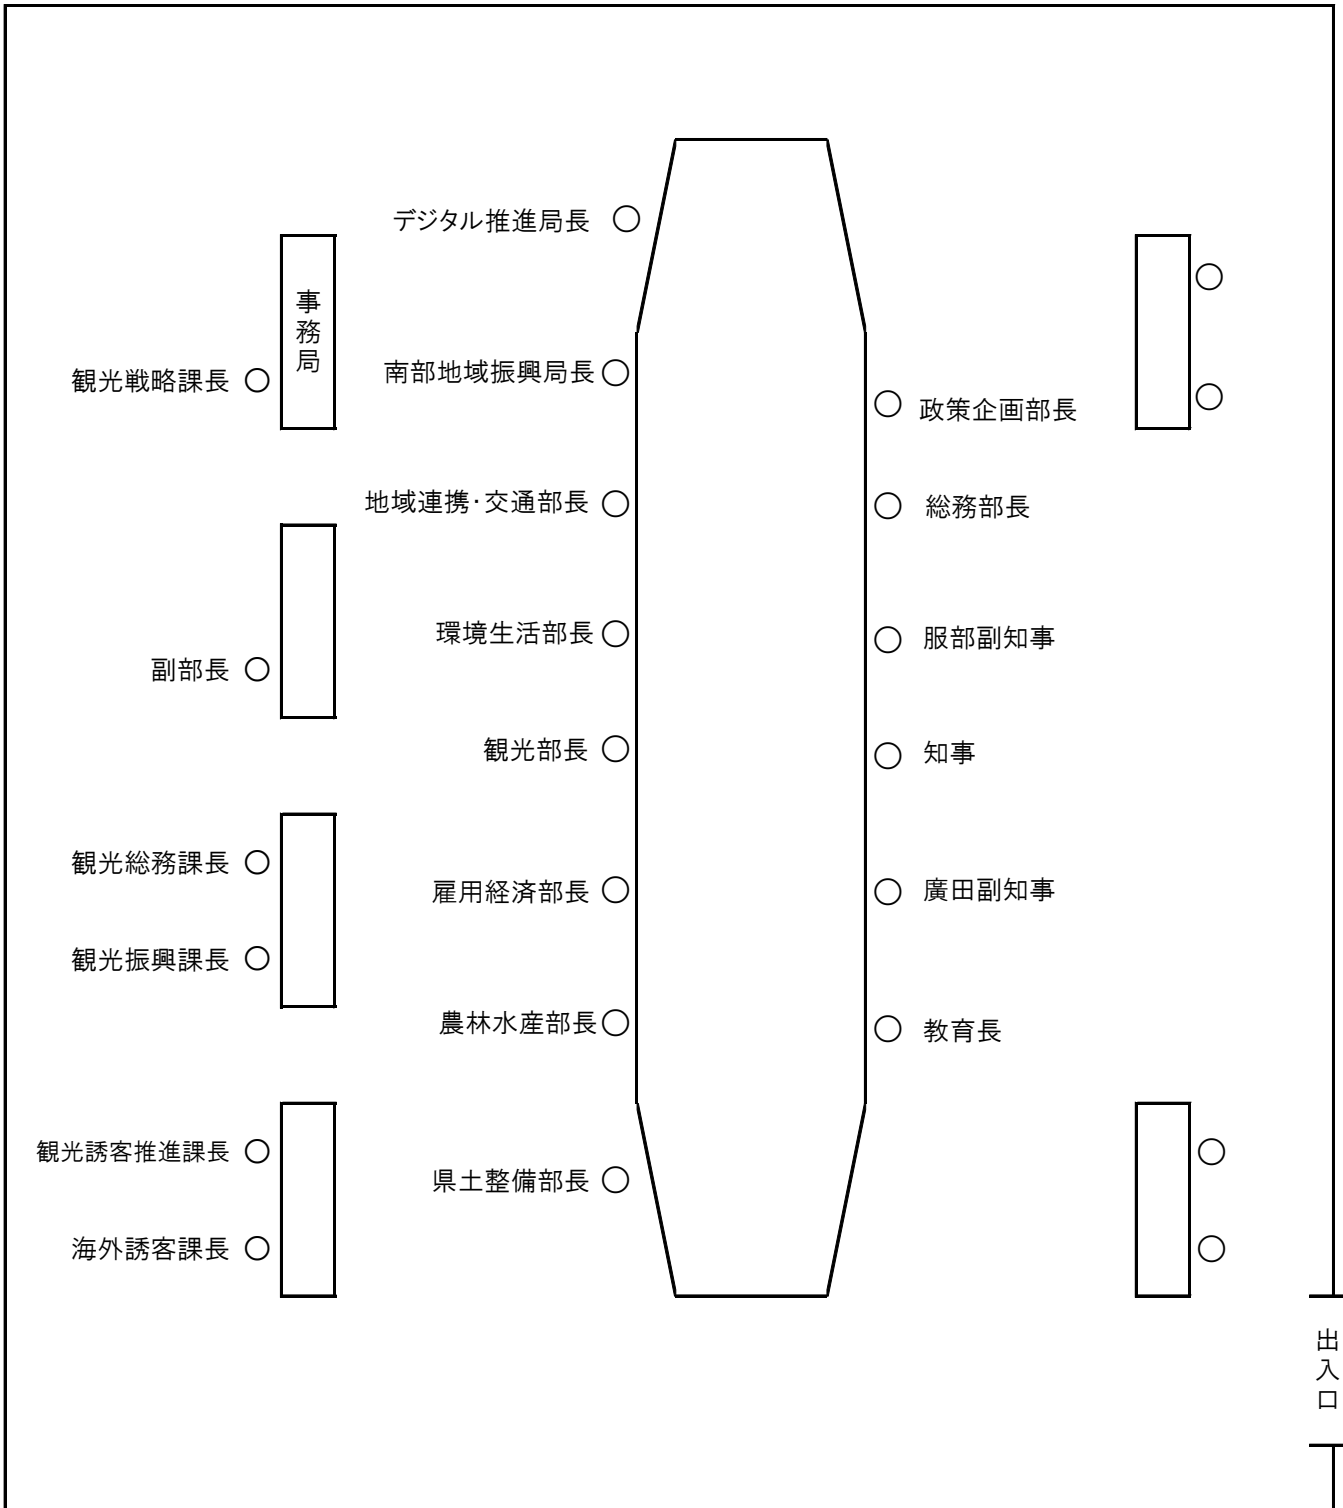 デジタル推進局長
事務局
南部地域振興局長
観光戦略課長
政策企画部長
地域連携・交通部長
総務部長
環境生活部長
服部副知事
副部長
観光部長
知事
観光総務課長
雇用経済部長
廣田副知事
観光振興課長
農林水産部長
教育長
観光誘客推進課長
県土整備部長
海外誘客課長
出入口